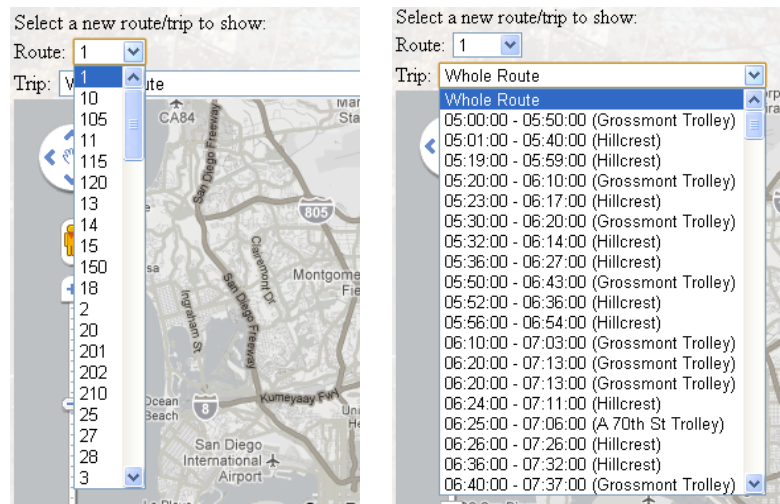 Select a new route/trip to show:
Route: 1
Trip:
1
10
105
11
115
120
13
14
15
150
18
2
20
201
202
210
25
27
28
3
CA84
San Diego Freeway
805
Clairemont Dr
Ingraham St
San Diego Freeway
Kumeyaay Fwy
Ocean
Beach
8
San Diego
International
Airport
Select a new route/trip to show:
Route: 1
Trip: Whole Route
Whole Route
05:00:00 - 05:50:00 (Grossmont Trolley)
05:01:00 - 05:40:00 (Hillcrest)
05:19:00 - 05:59:00 (Hillcrest)
05:20:00 - 06:10:00 (Grossmont Trolley)
05:23:00 - 06:17:00 (Hillcrest)
05:30:00 - 06:20:00 (Grossmont Trolley)
05:32:00 - 06:14:00 (Hillcrest)
05:36:00 - 06:27:00 (Hillcrest)
05:50:00 - 06:43:00 (Grossmont Trolley)
05:52:00 - 06:36:00 (Hillcrest)
05:56:00 - 06:54:00 (Hillcrest)
06:10:00 - 07:03:00 (Grossmont Trolley)
06:20:00 - 07:13:00 (Grossmont Trolley)
06:20:00 - 07:13:00 (Grossmont Trolley)
06:24:00 - 07:11:00 (Hillcrest)
06:25:00 - 07:06:00 (A 70th St Trolley)
06:26:00 - 07:26:00 (Hillcrest)
06:36:00 - 07:32:00 (Hillcrest)
06:40:00 - 07:37:00 (Grossmont Trolley)